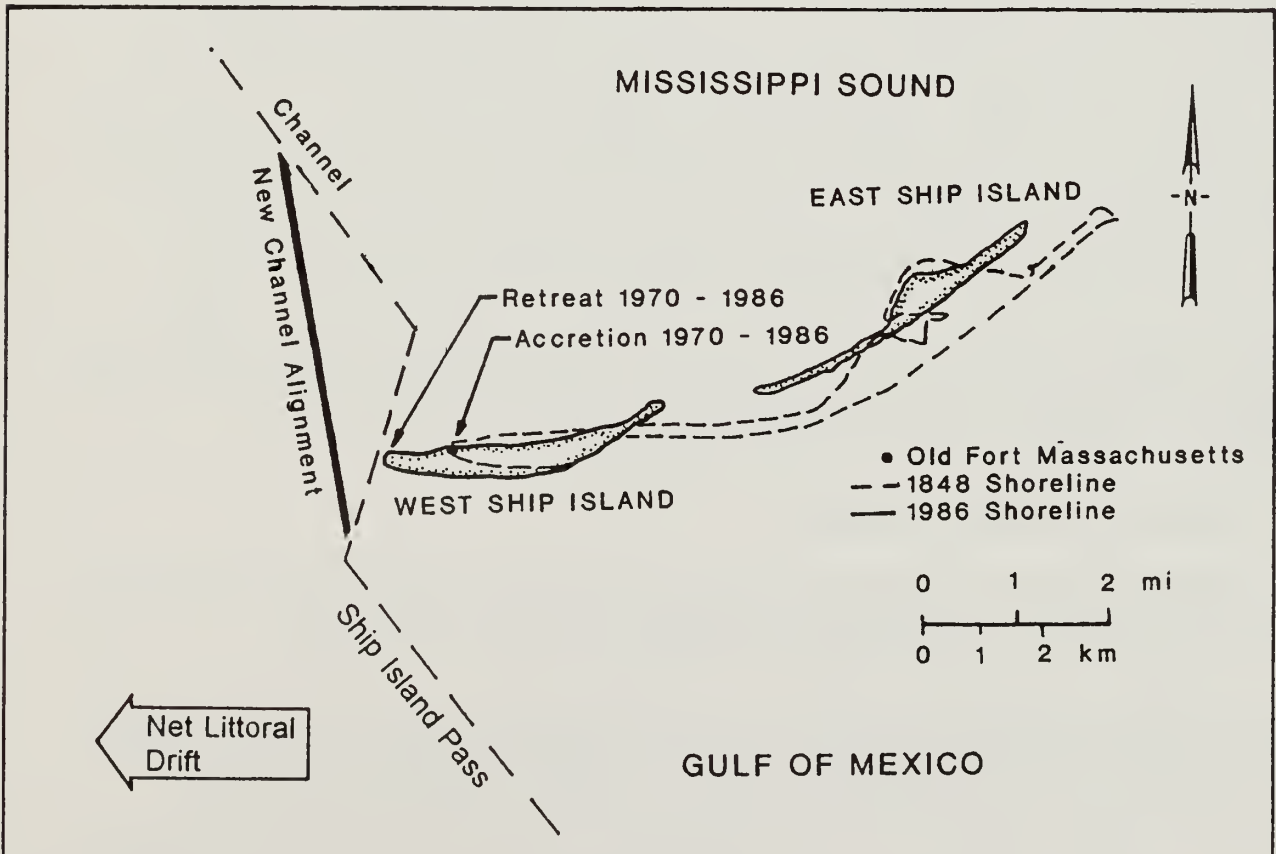 MISSISSIPPI SOUND
Channel
New Channel Alignment
EAST SHIP ISLAND
-N-
Retreat 1970 - 1986
Accretion 1970 - 1986
WEST SHIP ISLAND
Old Fort Massachusetts
1848 Shoreline
1986 Shoreline
0 1 2 mi
0 1 2 km
Ship Island Pass
Net Littoral
Drift
GULF OF MEXICO